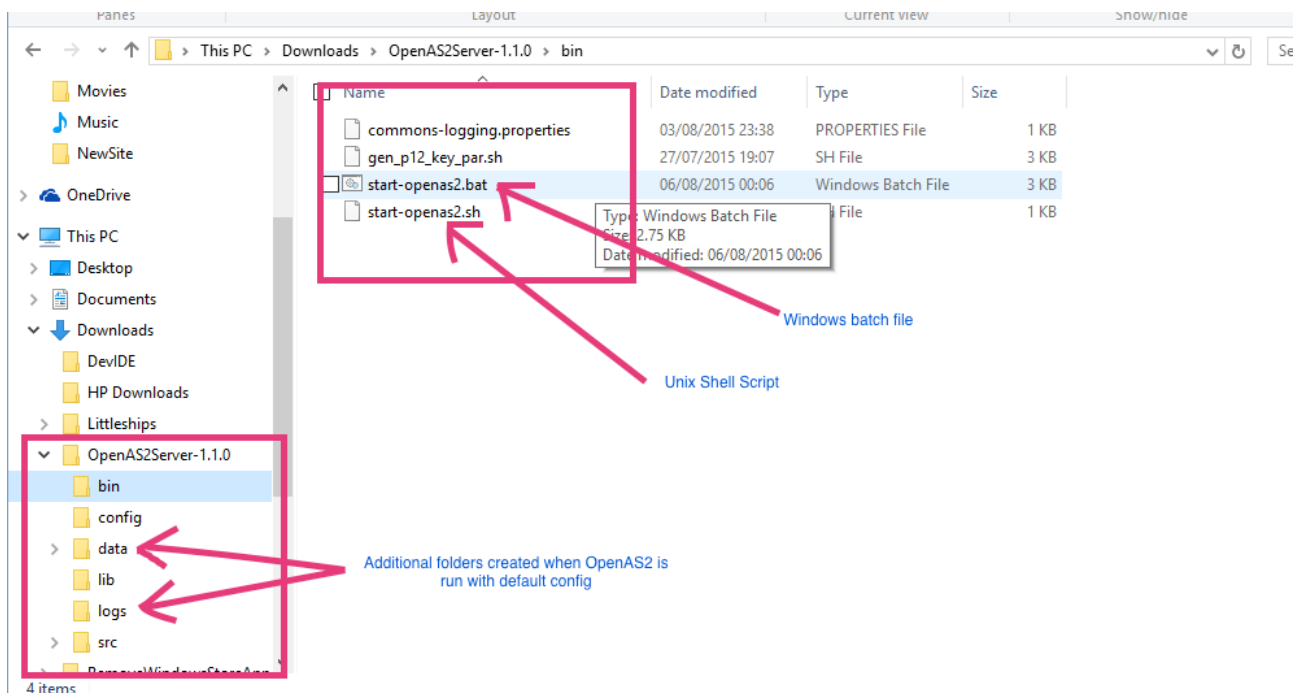 Panes Layout Current view Show/hide
This PC > Downloads > OpenAS2Server-1.1.0 > bin
Se
Movies
Music
NewSite
OneDrive
This PC
Desktop
Documents
Downloads
DevIDE
HP Downloads
Littleships
OpenAS2Server-1.1.0
bin
config
data
lib
logs
src
RemoveWindowsStoreApp
4 items
Name Date modified Type Size
commons-logging.properties 03/08/2015 23:38 PROPERTIES File 1 KB
gen_p12_key_par.sh 27/07/2015 19:07 SH File 3 KB
start-openas2.bat 06/08/2015 00:06 Windows Batch File 3 KB
start-openas2.sh File 1 KB
Type: Windows Batch File
Size: 2.75 KB
Date modified: 06/08/2015 00:06
Windows batch file
Unix Shell Script
Additional folders created when OpenAS2 is
run with default config